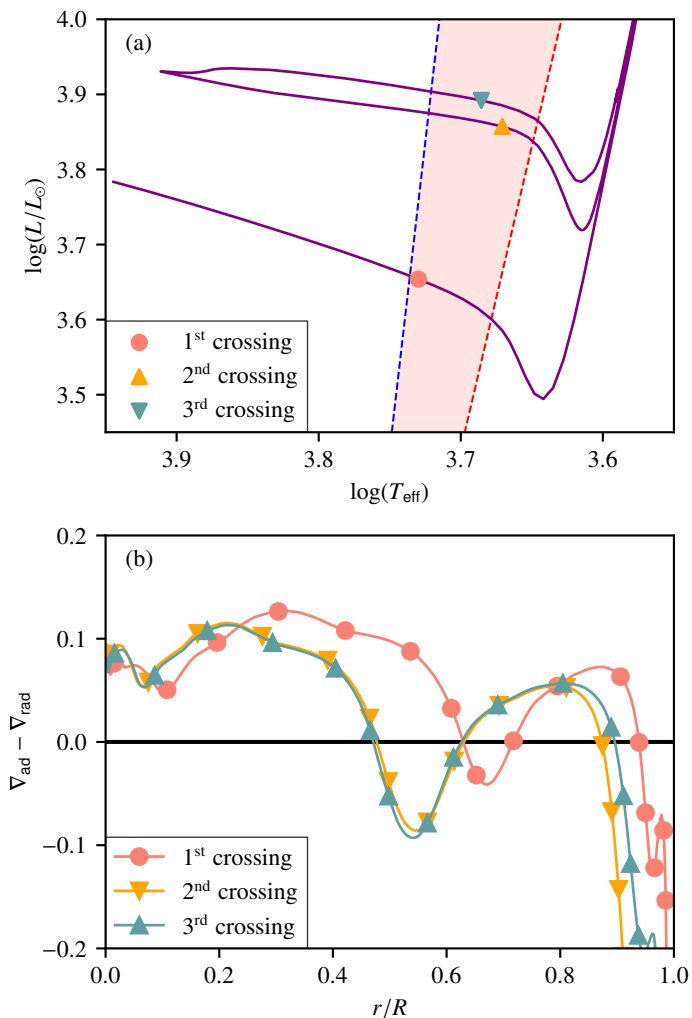 (a)
4.0
3.9
3.8
3.7
3.6
3.5
log(L/L⊙)
1st crossing
2nd crossing
3rd crossing
3.9
3.8
3.7
3.6
log(Teff)
(b)
0.2
0.1
0.0
−0.1
−0.2
∇ad − ∇rad
1st crossing
2nd crossing
3rd crossing
0.0
0.2
0.4
0.6
0.8
1.0
r/R